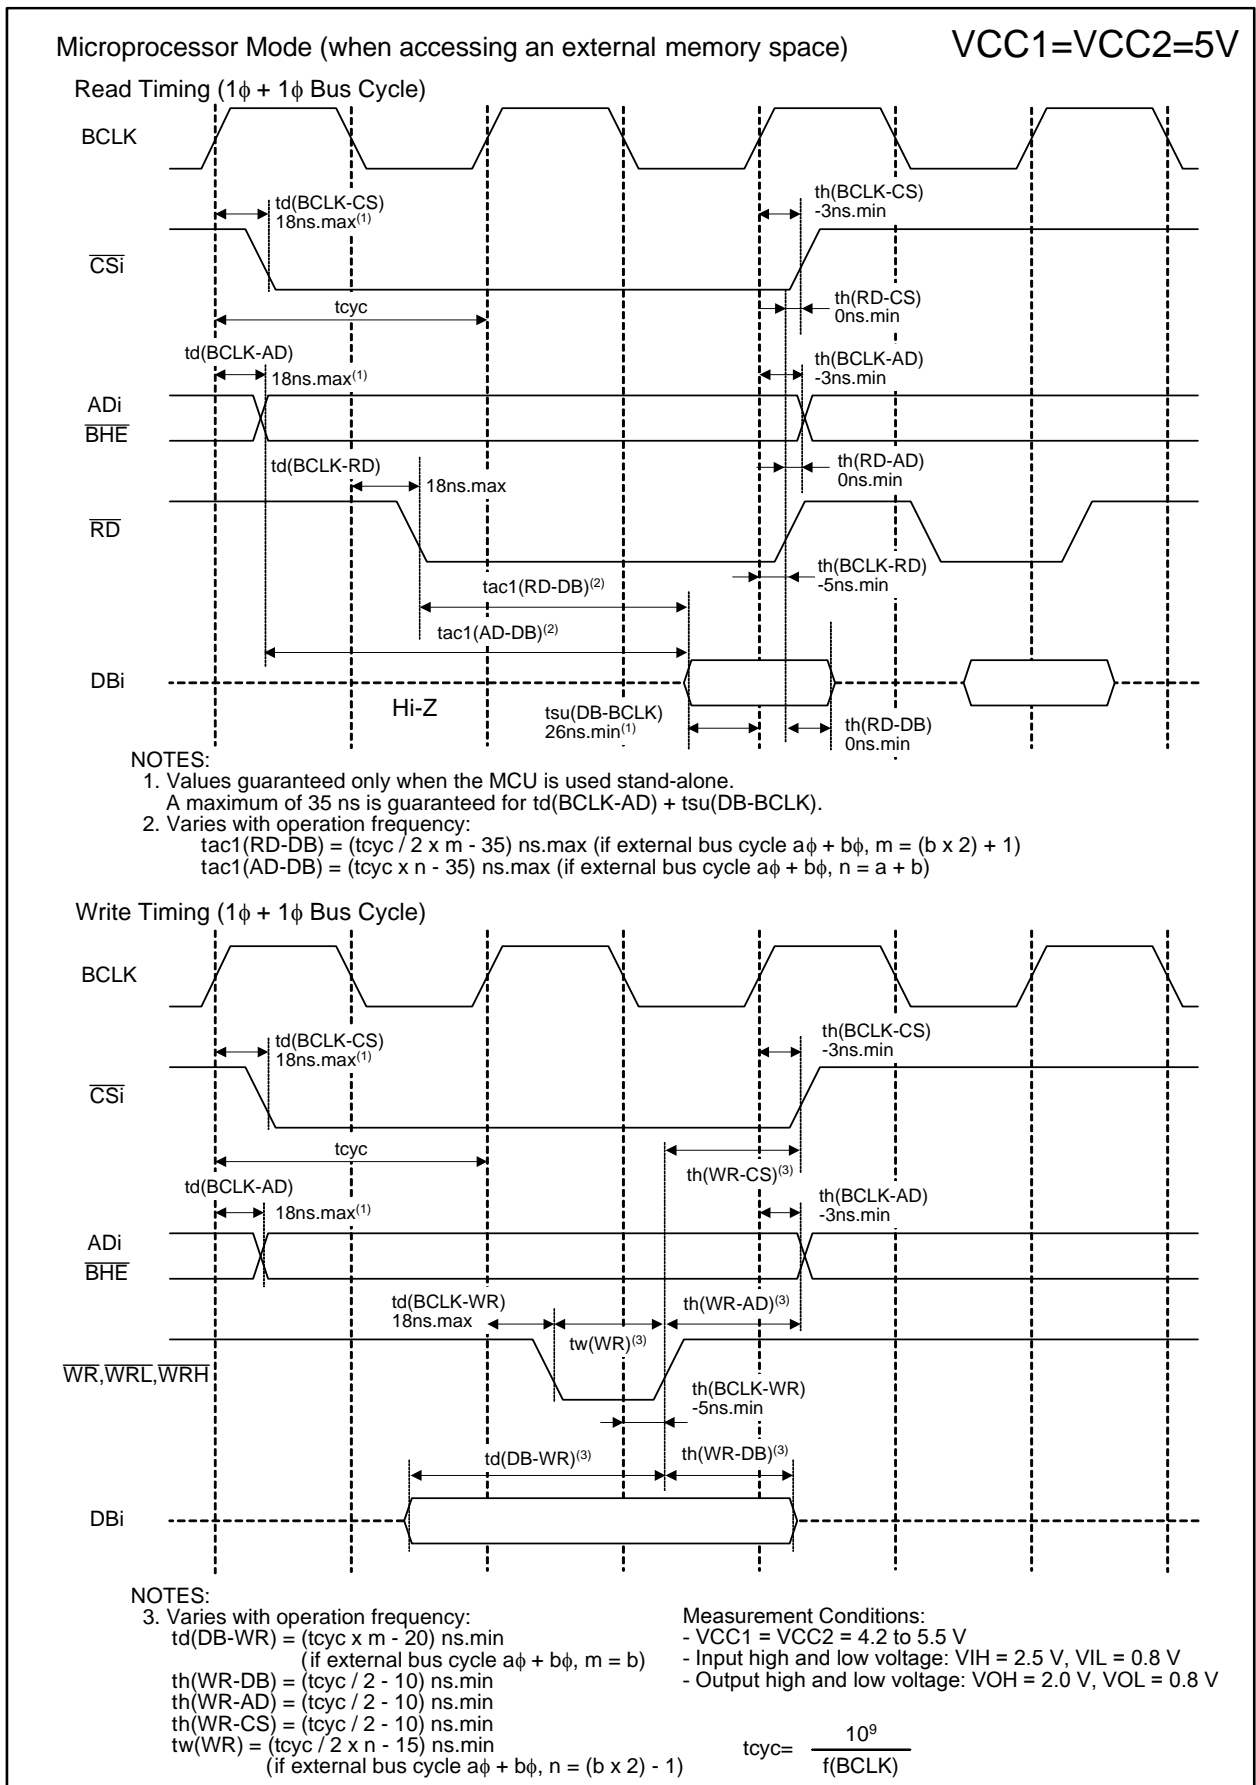 Microprocessor Mode (when accessing an external memory space)
VCC1=VCC2=5V
Read Timing (1ϕ + 1ϕ Bus Cycle)
BCLK
td(BCLK-CS)
18ns.max(1)
th(BCLK-CS)
-3ns.min
CSi
tcyc
th(RD-CS)
0ns.min
td(BCLK-AD)
18ns.max(1)
th(BCLK-AD)
-3ns.min
ADi
BHE
td(BCLK-RD)
18ns.max
th(RD-AD)
0ns.min
RD
th(BCLK-RD)
-5ns.min
tac1(RD-DB)(2)
tac1(AD-DB)(2)
DBi
Hi-Z
tsu(DB-BCLK)
26ns.min(1)
th(RD-DB)
0ns.min
NOTES:
1. Values guaranteed only when the MCU is used stand-alone.
A maximum of 35 ns is guaranteed for td(BCLK-AD) + tsu(DB-BCLK).
2. Varies with operation frequency:
tac1(RD-DB) = (tcyc / 2 x m - 35) ns.max (if external bus cycle aϕ + bϕ, m = (b x 2) + 1)
tac1(AD-DB) = (tcyc x n - 35) ns.max (if external bus cycle aϕ + bϕ, n = a + b)
Write Timing (1ϕ + 1ϕ Bus Cycle)
BCLK
td(BCLK-CS)
18ns.max(1)
th(BCLK-CS)
-3ns.min
CSi
tcyc
th(WR-CS)(3)
td(BCLK-AD)
18ns.max(1)
th(BCLK-AD)
-3ns.min
ADi
BHE
td(BCLK-WR)
18ns.max
tw(WR)(3)
th(WR-AD)(3)
WR,WRL,WRH
th(BCLK-WR)
-5ns.min
td(DB-WR)(3)
th(WR-DB)(3)
DBi
NOTES:
3. Varies with operation frequency:
td(DB-WR) = (tcyc x m - 20) ns.min
(if external bus cycle aϕ + bϕ, m = b)
th(WR-DB) = (tcyc / 2 - 10) ns.min
th(WR-AD) = (tcyc / 2 - 10) ns.min
th(WR-CS) = (tcyc / 2 - 10) ns.min
tw(WR) = (tcyc / 2 x n - 15) ns.min
(if external bus cycle aϕ + bϕ, n = (b x 2) - 1)
Measurement Conditions:
- VCC1 = VCC2 = 4.2 to 5.5 V
- Input high and low voltage: VIH = 2.5 V, VIL = 0.8 V
- Output high and low voltage: VOH = 2.0 V, VOL = 0.8 V
tcyc= 10⁹
f(BCLK)